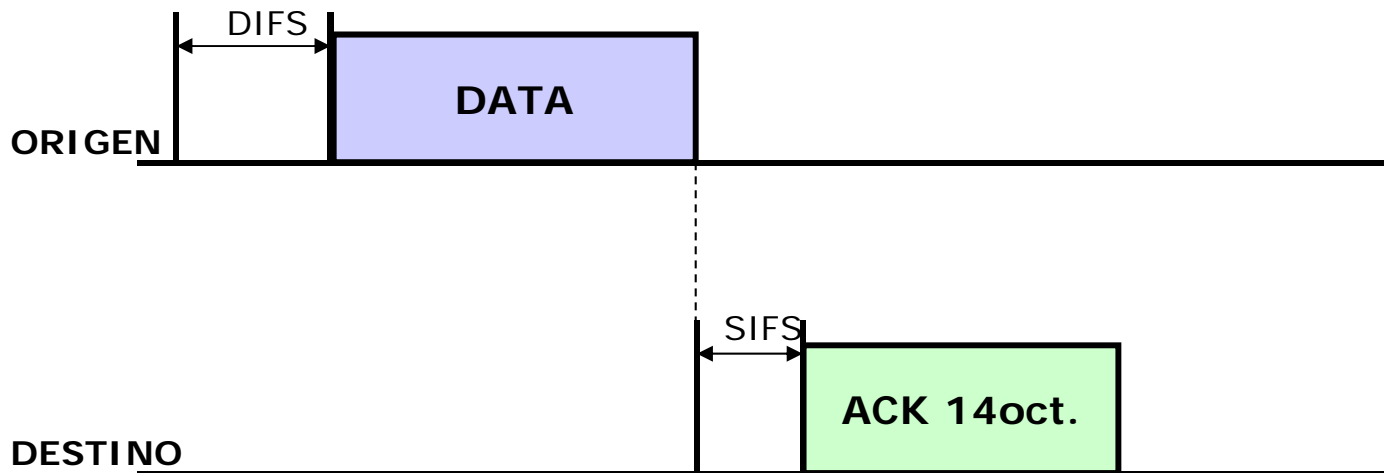 DIFS
DATA
ORIGEN
SIFS
ACK 14oct.
DESTINO